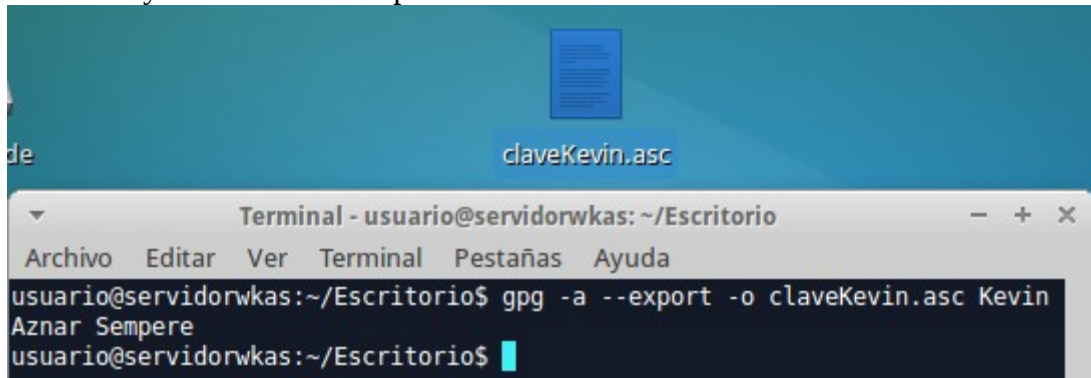 de
claveKevin.asc
Terminal - usuario@servidorwkas: ~/Escritorio - + ×
Archivo Editar Ver Terminal Pestañas Ayuda
usuario@servidorwkas:~/Escritorio$ gpg -a --export -o claveKevin.asc Kevin
Aznar Sempere
usuario@servidorwkas:~/Escritorio$